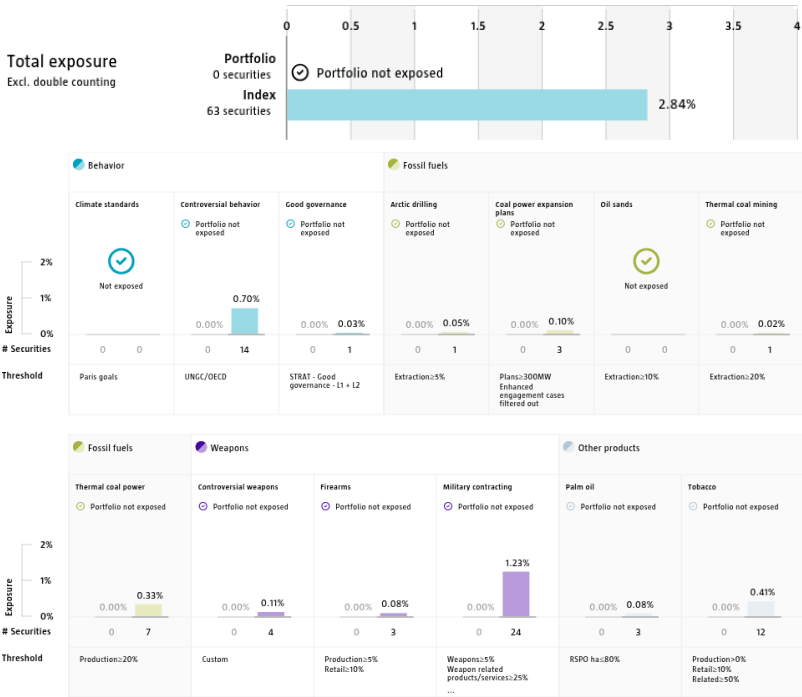 0 0.5 1 1.5 2 2.5 3 3.5 4
Total exposure
Excl. double counting
Portfolio
0 securities
Portfolio not exposed
Index
63 securities
2.84%
Behavior
Fossil fuels
Climate standards
Controversial behavior
Good governance
Arctic drilling
Coal power expansion
plans
Oil sands
Thermal coal mining
Not exposed
Portfolio not
exposed
Portfolio not
exposed
Portfolio not
exposed
Portfolio not
exposed
Not exposed
Portfolio not
exposed
Exposure
2%
1%
0%
0.00% 0.70%
0.00% 0.03%
0.00% 0.05%
0.00% 0.10%
0.00% 0.02%
# Securities 0 0 0 14 0 1 0 1 0 3 0 0 0 1
Threshold
Paris goals
UNGC/OECD
STRAT - Good
governance - L1 + L2
Extraction≥5%
Plans≥300MW
Enhanced
engagement cases
filtered out
Extraction≥10%
Extraction≥20%
Fossil fuels
Weapons
Other products
Thermal coal power
Controversial weapons
Firearms
Military contracting
Palm oil
Tobacco
Portfolio not exposed
Portfolio not exposed
Portfolio not exposed
Portfolio not exposed
Portfolio not exposed
Portfolio not exposed
Exposure
2%
1%
0%
0.00% 0.33%
0.00% 0.11%
0.00% 0.08%
0.00% 1.23%
0.00% 0.08%
0.00% 0.41%
# Securities 0 7 0 4 0 3 0 24 0 3 0 12
Threshold
Production≥20%
Custom
Production≥5%
Retail≥10%
Weapons≥5%
Weapon related
products/services≥25%
...
RSPO ha≤80%
Production>0%
Retail≥10%
Related≥50%